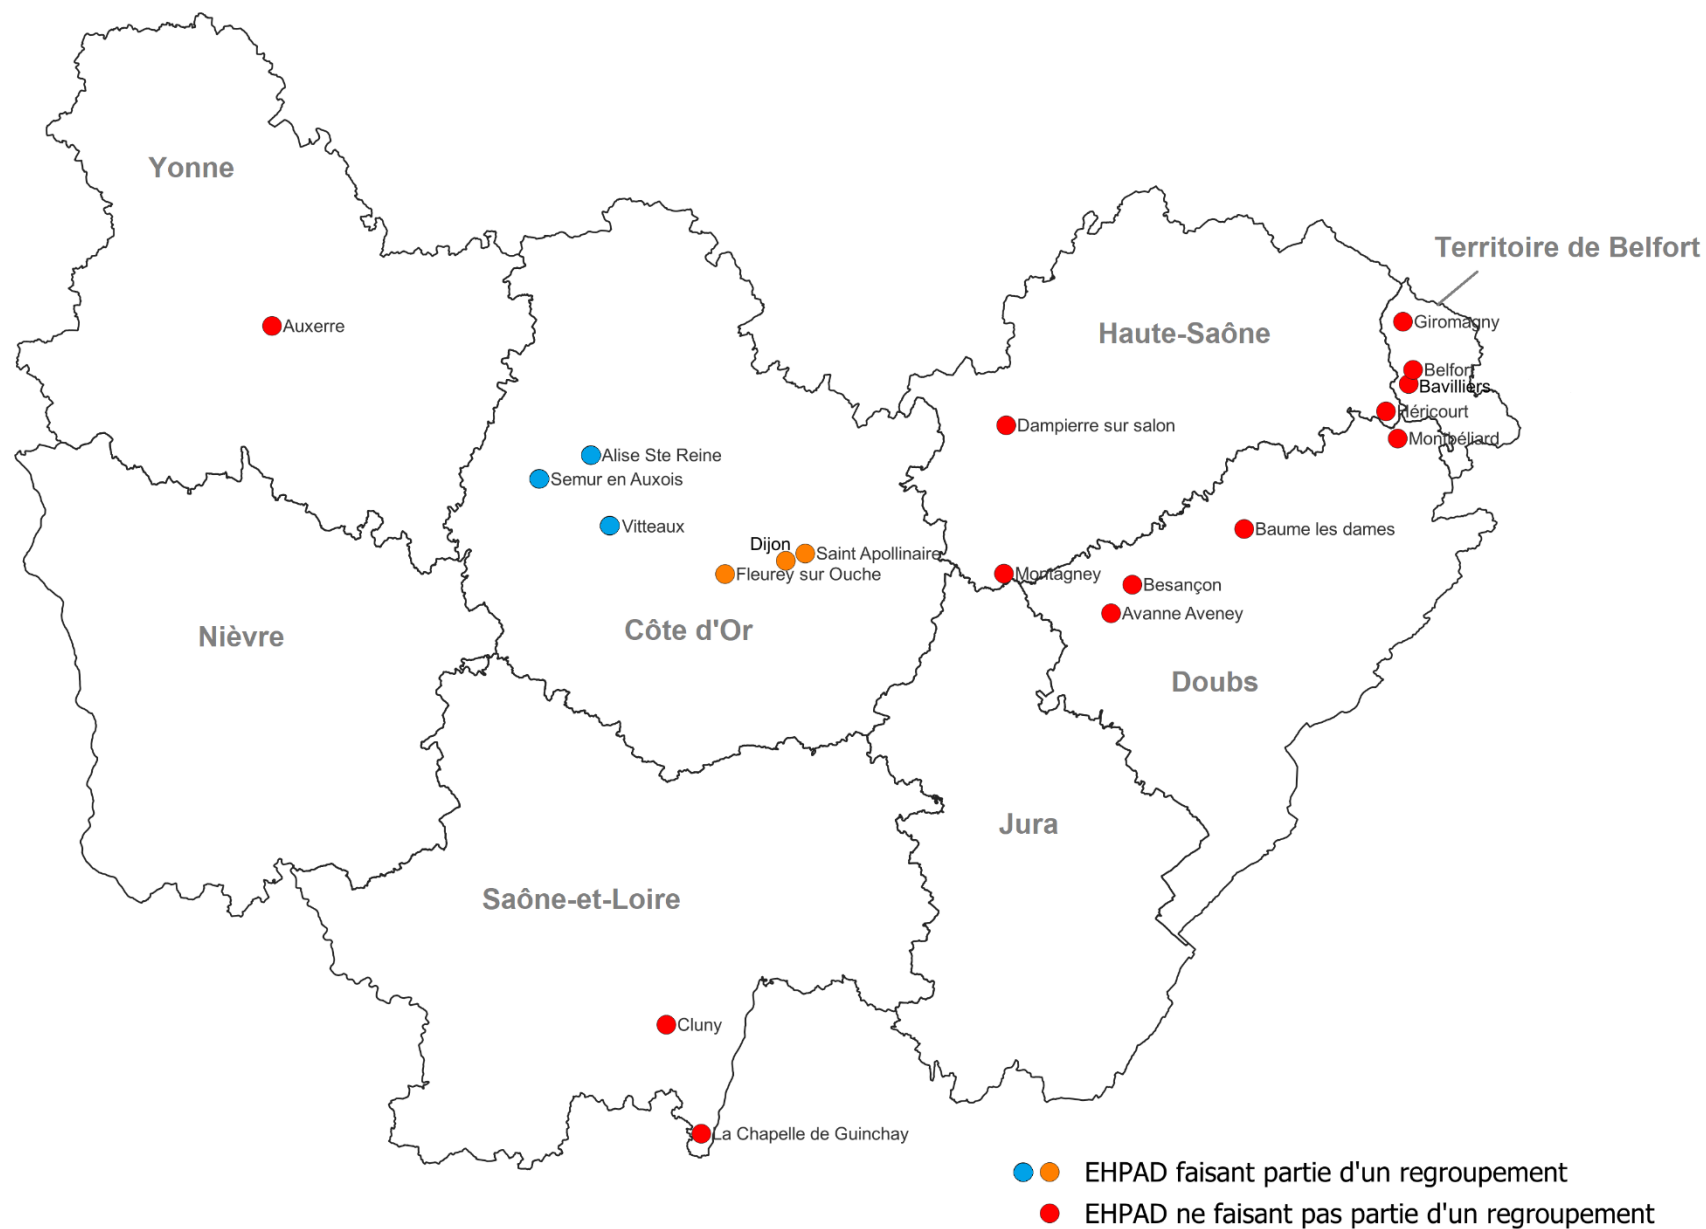 Yonne
Territoire de Belfort
Auxerre
Haute-Saône
Giromagny
Belfort
Bavilliers
Héricourt
Dampierre sur salon
Montbéliard
Alise Ste Reine
Semur en Auxois
Vitteaux
Baume les dames
Dijon
Saint Apollinaire
Fleurey sur Ouche
Montagney
Besançon
Avanne Aveney
Nièvre
Côte d'Or
Doubs
Jura
Saône-et-Loire
Cluny
La Chapelle de Guinchay
EHPAD faisant partie d'un regroupement
EHPAD ne faisant pas partie d'un regroupement